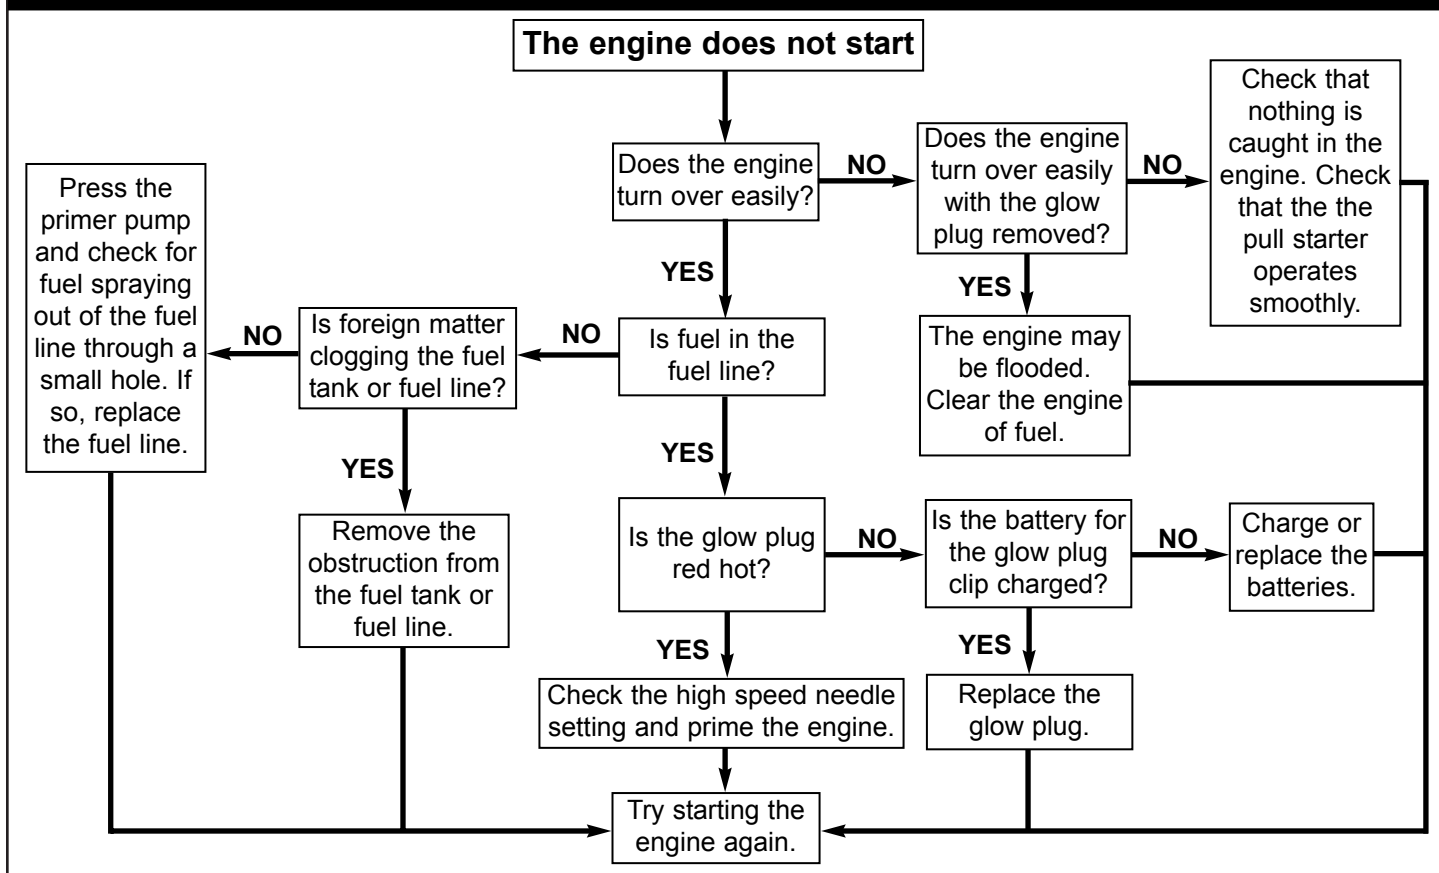 The engine does not start
Does the engine
turn over easily?
NO
Does the engine
turn over easily
with the glow
plug removed?
NO
Check that
nothing is
caught in the
engine. Check
that the the
pull starter
operates
smoothly.
YES
The engine may
be flooded.
Clear the engine
of fuel.
YES
Is fuel in the
fuel line?
NO
Is foreign matter
clogging the fuel
tank or fuel line?
NO
Press the
primer pump
and check for
fuel spraying
out of the fuel
line through a
small hole. If
so, replace
the fuel line.
YES
Remove the
obstruction from
the fuel tank or
fuel line.
YES
Is the glow plug
red hot?
NO
Is the battery for
the glow plug
clip charged?
NO
Charge or
replace the
batteries.
YES
Replace the
glow plug.
YES
Check the high speed needle
setting and prime the engine.
Try starting the
engine again.